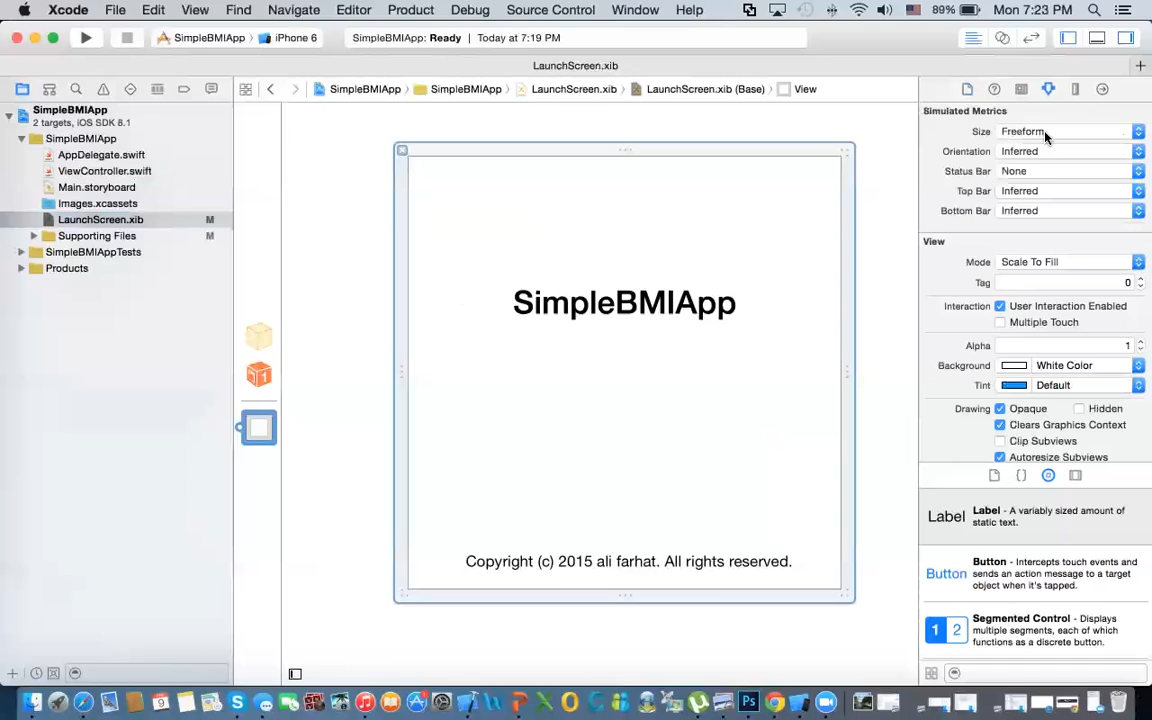 Xcode File Edit View Find Navigate Editor Product Debug Source Control Window Help 89% Mon 7:23 PM
SimpleBMIApp iPhone 6 SimpleBMIApp: Ready Today at 7:19 PM
LaunchScreen.xib
SimpleBMIApp SimpleBMIApp LaunchScreen.xib LaunchScreen.xib (Base) View
SimpleBMIApp
2 targets, iOS SDK 8.1
SimpleBMIApp
AppDelegate.swift
ViewController.swift
Main.storyboard
Images.xcassets
LaunchScreen.xib M
Supporting Files M
SimpleBMIAppTests
Products
1
SimpleBMIApp
Copyright (c) 2015 ali farhat. All rights reserved.
Simulated Metrics
Size Freeform
Orientation Inferred
Status Bar None
Top Bar Inferred
Bottom Bar Inferred
View
Mode Scale To Fill
Tag 0
Interaction User Interaction Enabled
Multiple Touch
Alpha 1
Background White Color
Tint Default
Drawing Opaque Hidden
Clears Graphics Context
Clip Subviews
Autoresize Subviews
Label Label - A variably sized amount of
static text.
Button Button - Intercepts touch events and
sends an action message to a target
object when it's tapped.
1 2 Segmented Control - Displays
multiple segments, each of which
functions as a discrete button.